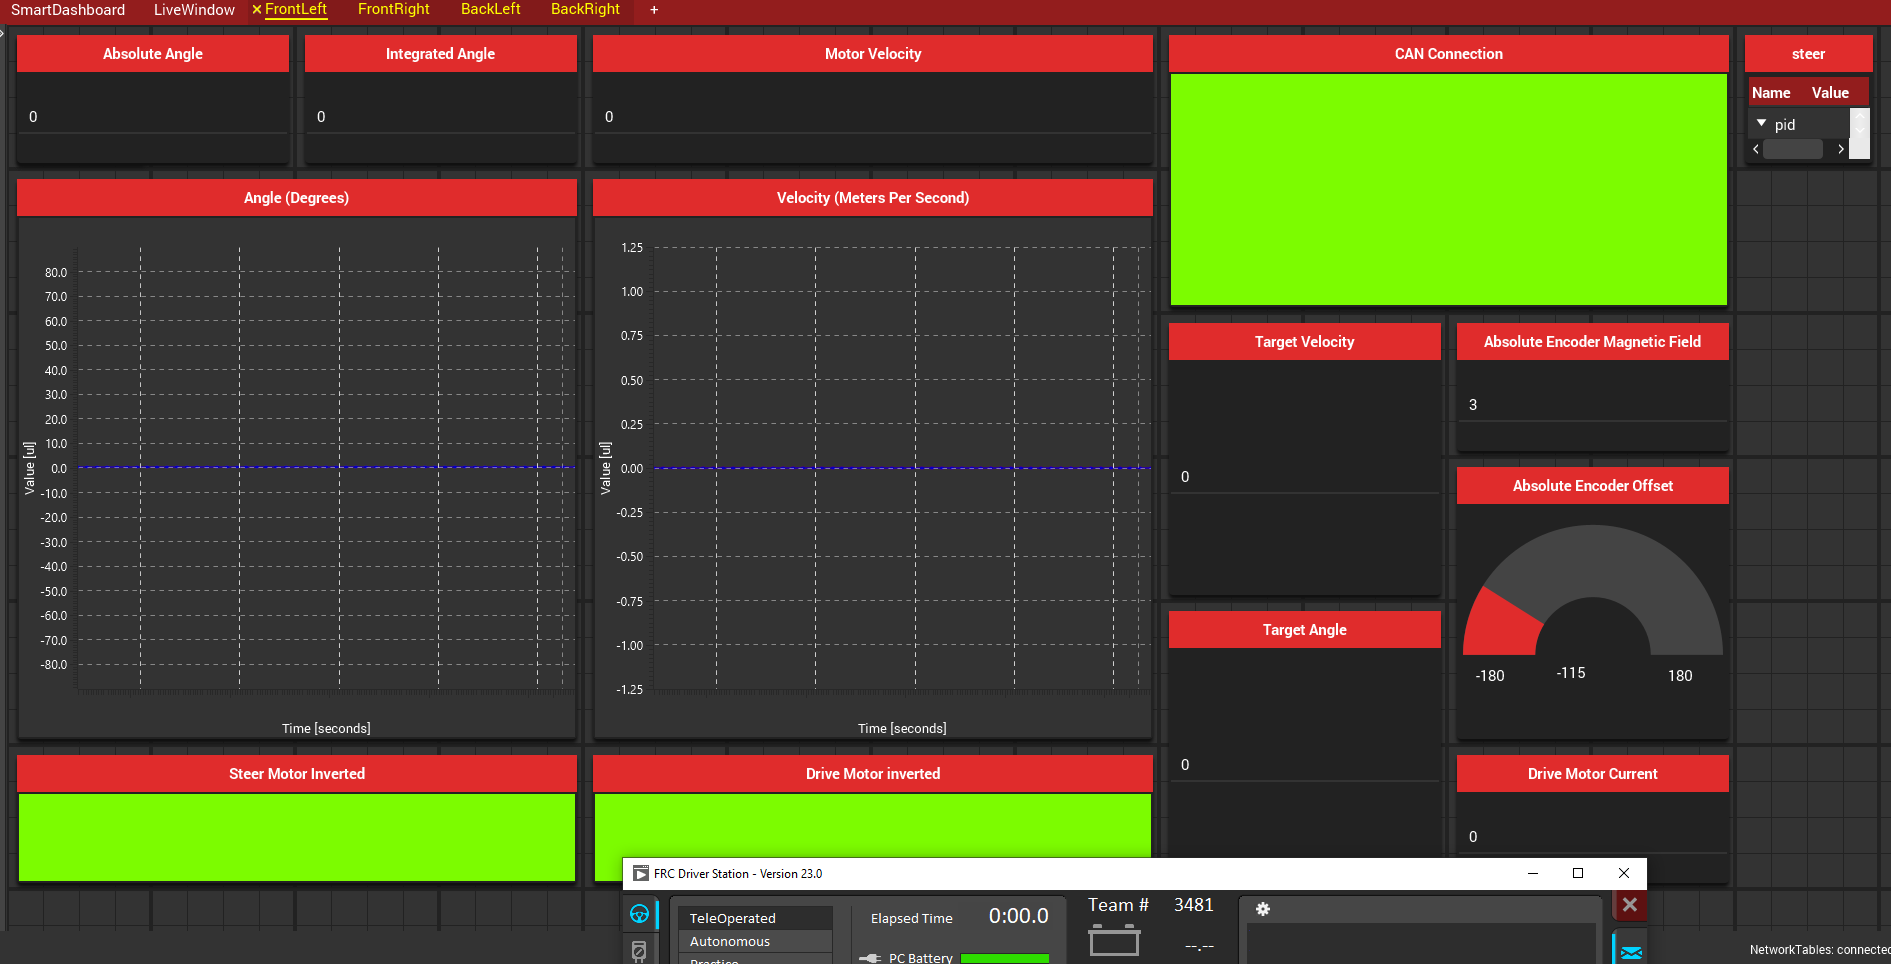 SmartDashboard LiveWindow × FrontLeft FrontRight BackLeft BackRight +
Absolute Angle
0
Integrated Angle
0
Motor Velocity
0
CAN Connection
steer
Name Value
pid
Angle (Degrees)
80.0
70.0
60.0
50.0
40.0
30.0
20.0
10.0
0.0
-10.0
-20.0
-30.0
-40.0
-50.0
-60.0
-70.0
-80.0
Value [ul]
Time [seconds]
Velocity (Meters Per Second)
1.25
1.00
0.75
0.50
0.25
0.00
-0.25
-0.50
-0.75
-1.00
-1.25
Value [ul]
Time [seconds]
Target Velocity
0
Absolute Encoder Magnetic Field
3
Absolute Encoder Offset
-180 -115 180
Target Angle
0
Steer Motor Inverted
Drive Motor inverted
Drive Motor Current
0
FRC Driver Station - Version 23.0
TeleOperated
Autonomous
Practice
Elapsed Time 0:00.0
PC Battery
Team # 3481
--.--
NetworkTables: connected